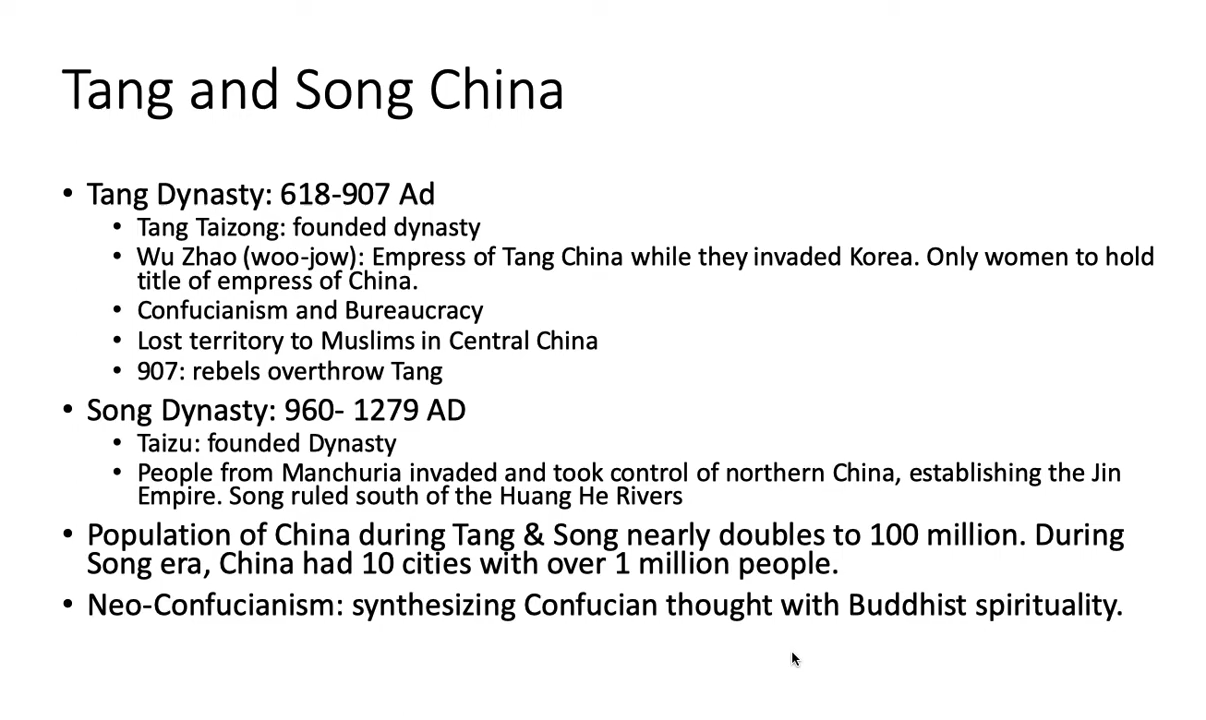 Tang and Song China
• Tang Dynasty: 618-907 Ad
• Tang Taizong: founded dynasty
• Wu Zhao (woo-jow): Empress of Tang China while they invaded Korea. Only women to hold
title of empress of China.
• Confucianism and Bureaucracy
• Lost territory to Muslims in Central China
• 907: rebels overthrow Tang
• Song Dynasty: 960- 1279 AD
• Taizu: founded Dynasty
• People from Manchuria invaded and took control of northern China, establishing the Jin
Empire. Song ruled south of the Huang He Rivers
• Population of China during Tang & Song nearly doubles to 100 million. During
Song era, China had 10 cities with over 1 million people.
• Neo-Confucianism: synthesizing Confucian thought with Buddhist spirituality.